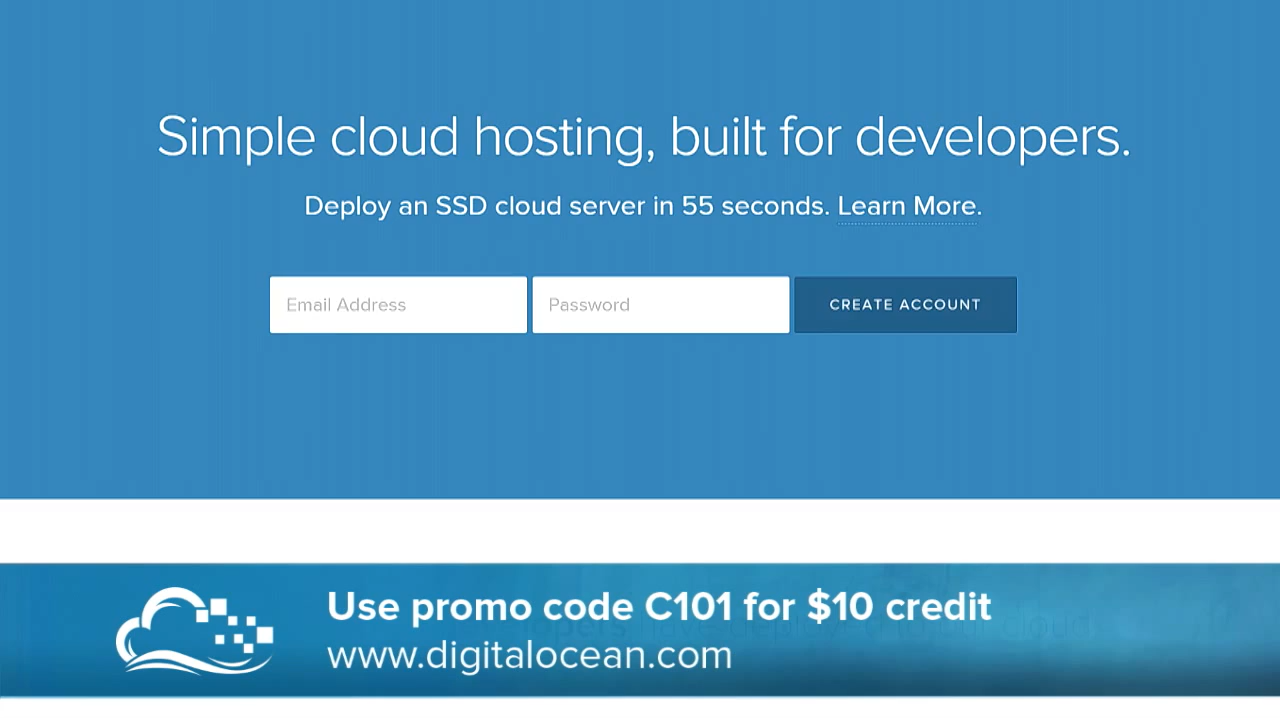 Simple cloud hosting, built for developers.
Deploy an SSD cloud server in 55 seconds. Learn More.
Email Address
Password
CREATE ACCOUNT
Use promo code C101 for $10 credit
www.digitalocean.com